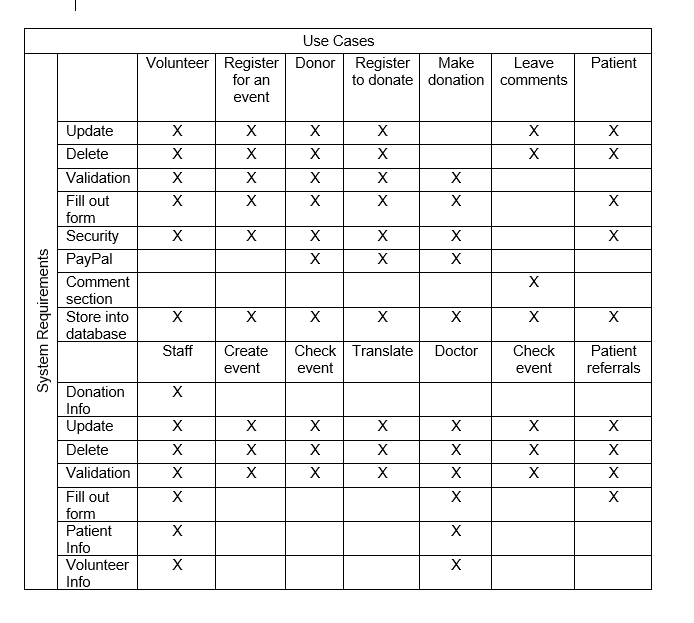 Use Cases
System Requirements
Volunteer Register for an event Donor Register to donate Make donation Leave comments Patient
Update X X X X X X
Delete X X X X X X
Validation X X X X X
Fill out form X X X X X X
Security X X X X X X
PayPal X X X
Comment section X
Store into database X X X X X X X
Staff Create event Check event Translate Doctor Check event Patient referrals
Donation Info X
Update X X X X X X X
Delete X X X X X X X
Validation X X X X X X X
Fill out form X X X
Patient Info X X
Volunteer Info X X